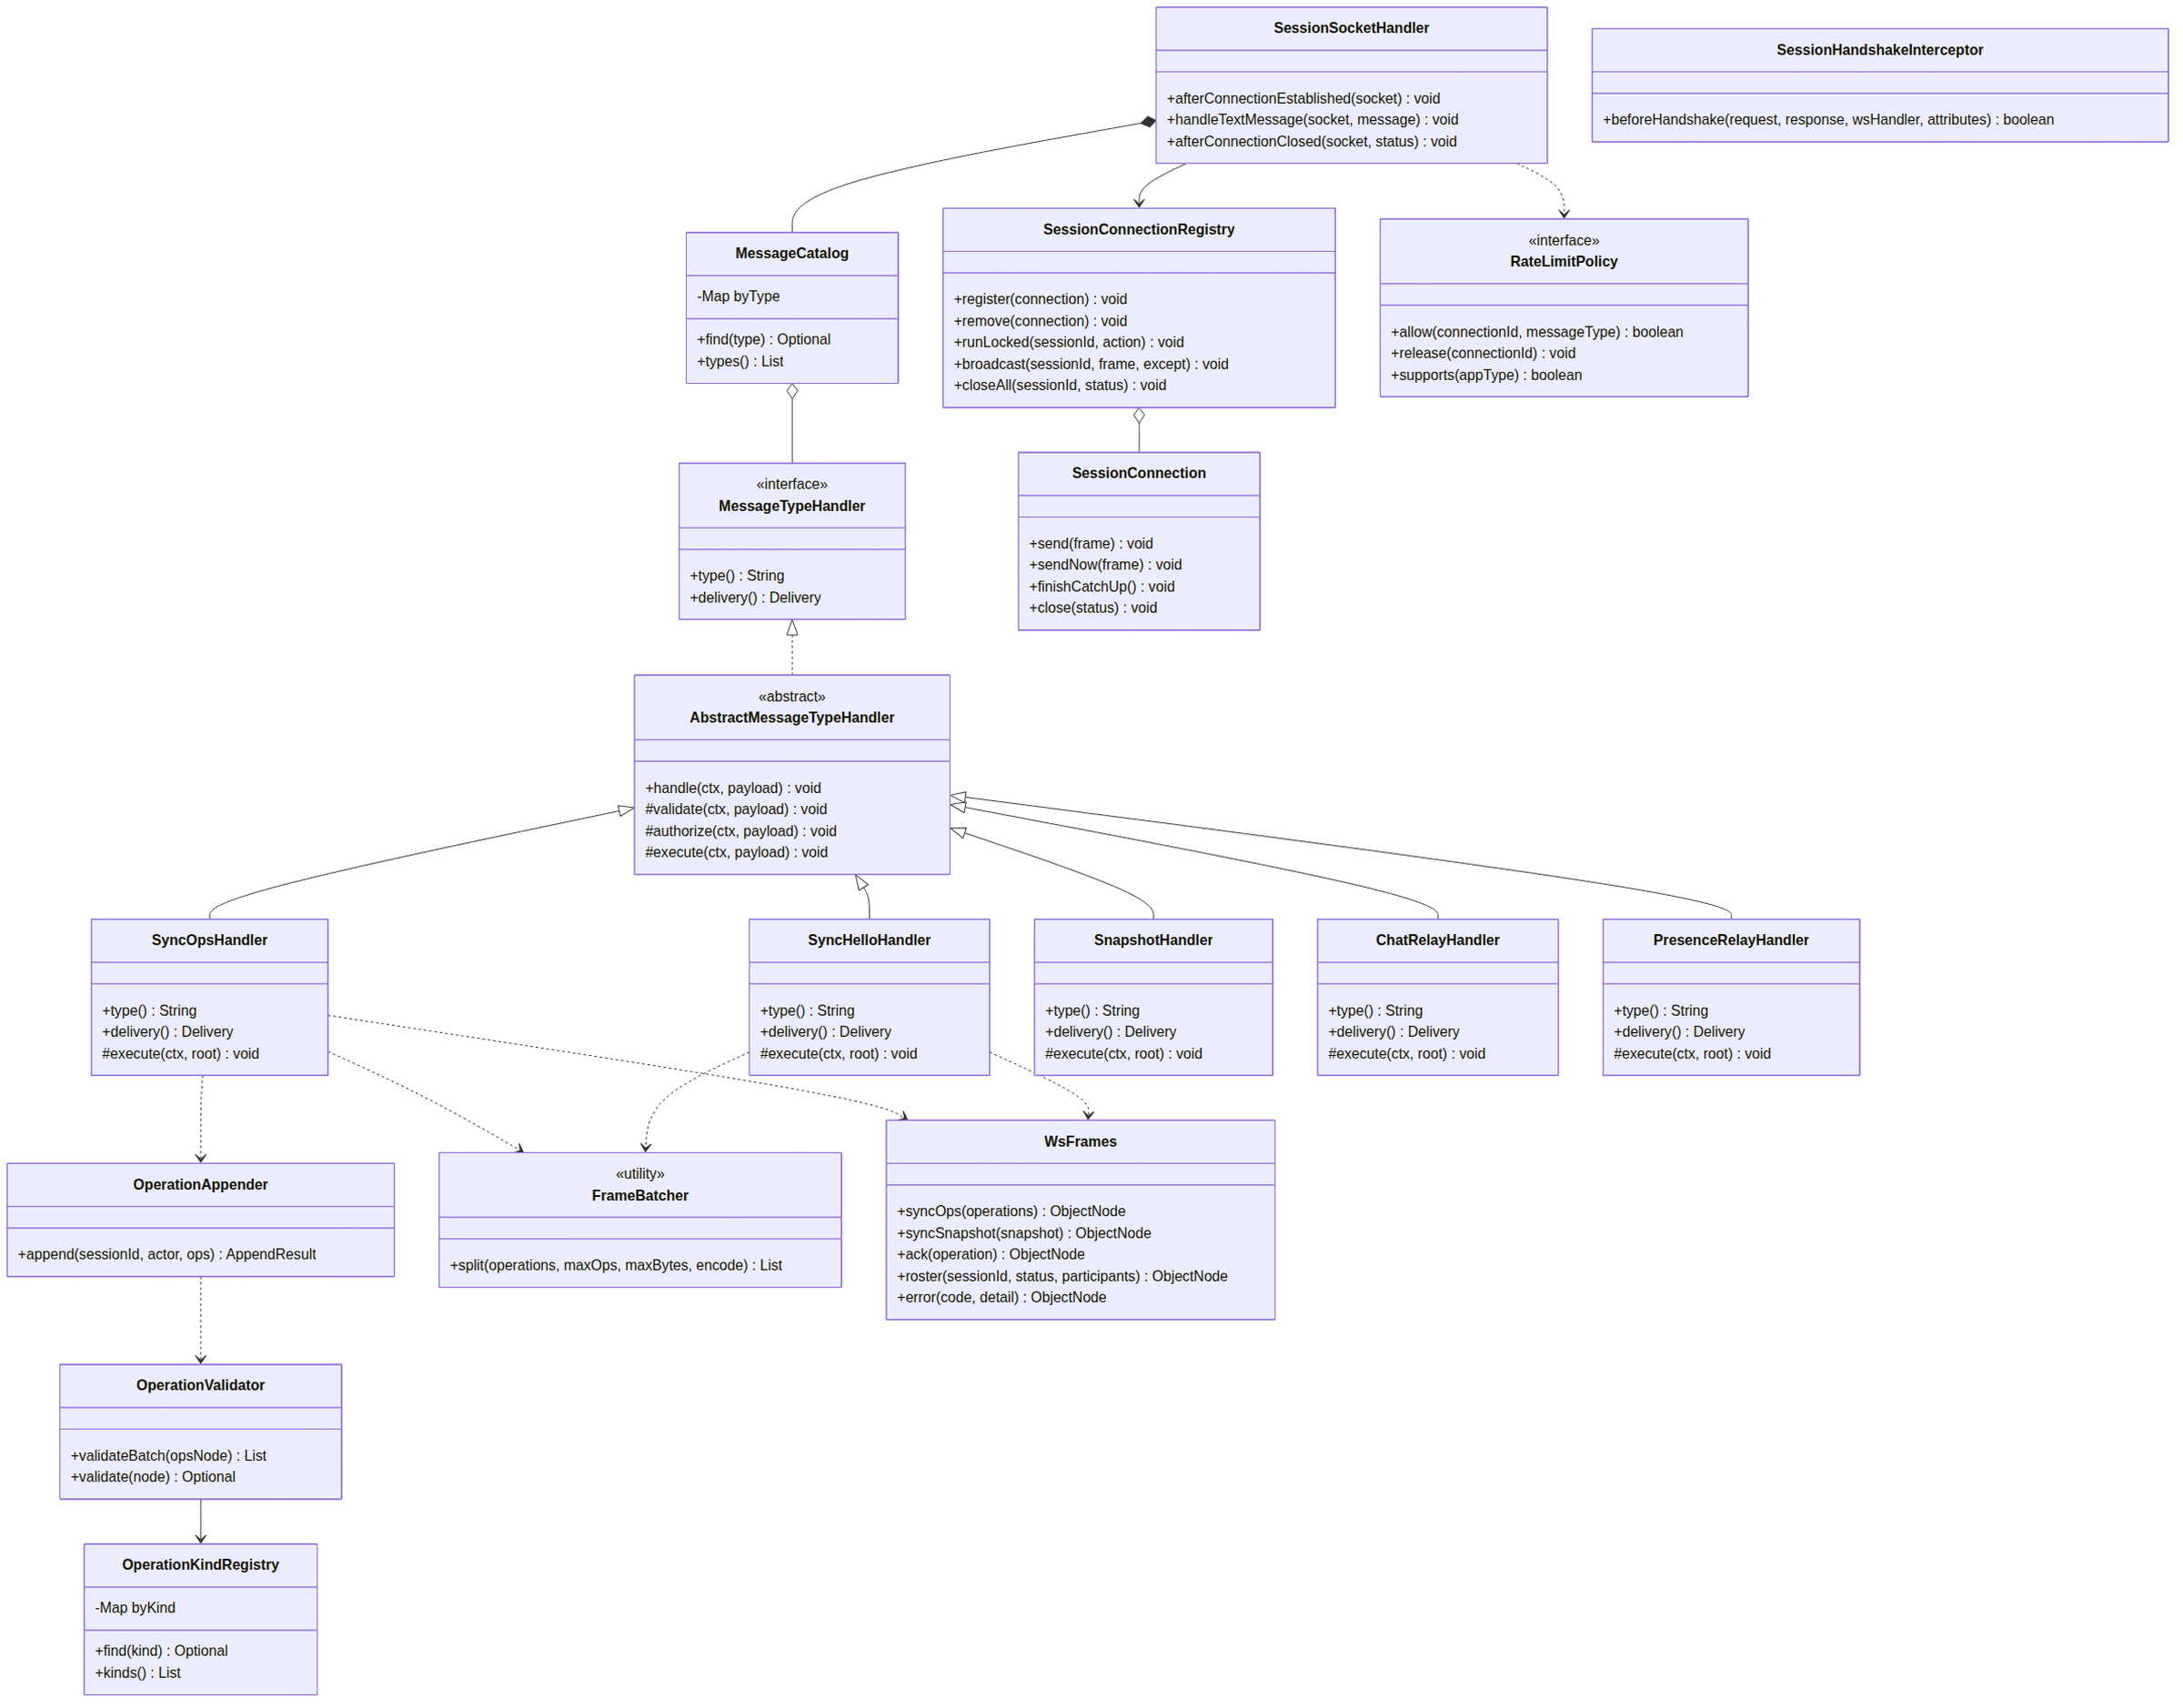 SessionSocketHandler
+afterConnectionEstablished(socket) : void
+handleTextMessage(socket, message) : void
+afterConnectionClosed(socket, status) : void
SessionHandshakeInterceptor
+beforeHandshake(request, response, wsHandler, attributes) : boolean
MessageCatalog
-Map byType
+find(type) : Optional
+types() : List
SessionConnectionRegistry
+register(connection) : void
+remove(connection) : void
+runLocked(sessionId, action) : void
+broadcast(sessionId, frame, except) : void
+closeAll(sessionId, status) : void
«interface»
RateLimitPolicy
+allow(connectionId, messageType) : boolean
+release(connectionId) : void
+supports(appType) : boolean
«interface»
MessageTypeHandler
+type() : String
+delivery() : Delivery
SessionConnection
+send(frame) : void
+sendNow(frame) : void
+finishCatchUp() : void
+close(status) : void
«abstract»
AbstractMessageTypeHandler
+handle(ctx, payload) : void
#validate(ctx, payload) : void
#authorize(ctx, payload) : void
#execute(ctx, payload) : void
SyncOpsHandler
+type() : String
+delivery() : Delivery
#execute(ctx, root) : void
SyncHelloHandler
+type() : String
+delivery() : Delivery
#execute(ctx, root) : void
SnapshotHandler
+type() : String
+delivery() : Delivery
#execute(ctx, root) : void
ChatRelayHandler
+type() : String
+delivery() : Delivery
#execute(ctx, root) : void
PresenceRelayHandler
+type() : String
+delivery() : Delivery
#execute(ctx, root) : void
OperationAppender
+append(sessionId, actor, ops) : AppendResult
«utility»
FrameBatcher
+split(operations, maxOps, maxBytes, encode) : List
WsFrames
+syncOps(operations) : ObjectNode
+syncSnapshot(snapshot) : ObjectNode
+ack(operation) : ObjectNode
+roster(sessionId, status, participants) : ObjectNode
+error(code, detail) : ObjectNode
OperationValidator
+validateBatch(opsNode) : List
+validate(node) : Optional
OperationKindRegistry
-Map byKind
+find(kind) : Optional
+kinds() : List